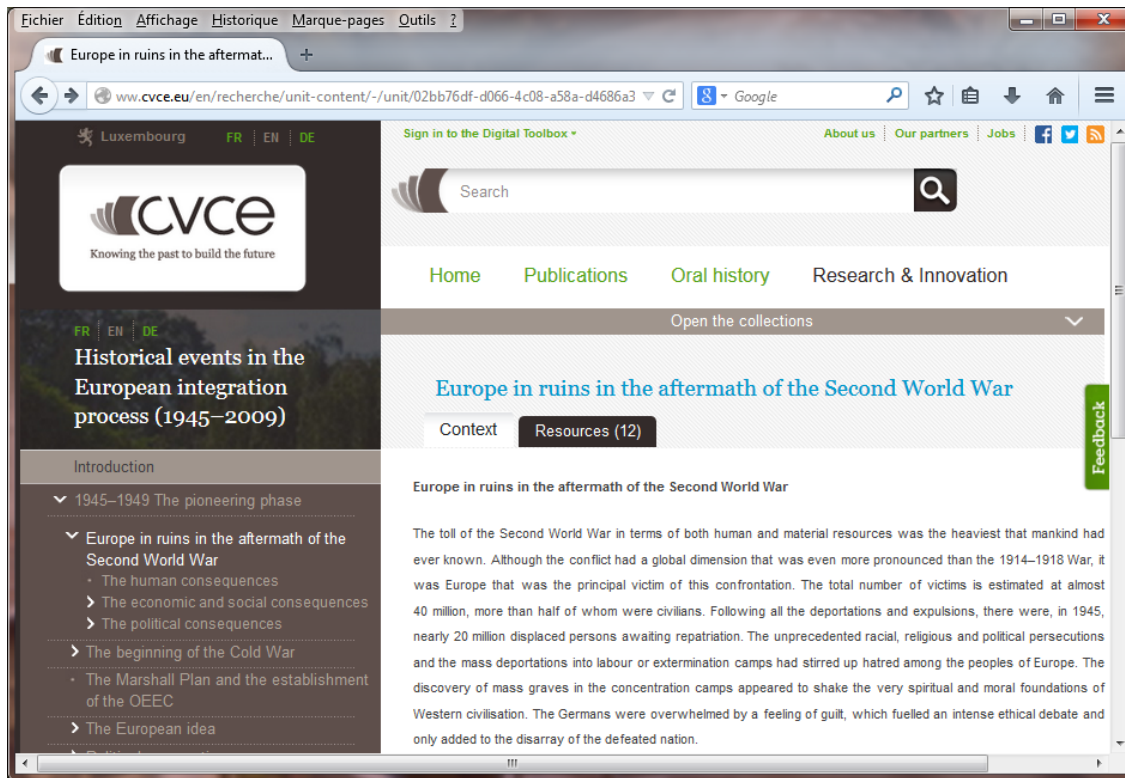 Fichier Édition Affichage Historique Marque-pages Outils ?
Europe in ruins in the aftermat...
ww.cvce.eu/en/recherche/unit-content/-/unit/02bb76df-d066-4c08-a58a-d4686a3
Google
Luxembourg FR EN DE
Sign in to the Digital Toolbox
About us Our partners Jobs
Search
cvce
Knowing the past to build the future
Home Publications Oral history Research & Innovation
Open the collections
FR EN DE
Historical events in the
European integration
process (1945–2009)
Introduction
1945–1949 The pioneering phase
Europe in ruins in the aftermath of the
Second World War
The human consequences
The economic and social consequences
The political consequences
The beginning of the Cold War
The Marshall Plan and the establishment
of the OEEC
The European idea
Europe in ruins in the aftermath of the Second World War
Context Resources (12)
Feedback
Europe in ruins in the aftermath of the Second World War
The toll of the Second World War in terms of both human and material resources was the heaviest that mankind had
ever known. Although the conflict had a global dimension that was even more pronounced than the 1914–1918 War, it
was Europe that was the principal victim of this confrontation. The total number of victims is estimated at almost
40 million, more than half of whom were civilians. Following all the deportations and expulsions, there were, in 1945,
nearly 20 million displaced persons awaiting repatriation. The unprecedented racial, religious and political persecutions
and the mass deportations into labour or extermination camps had stirred up hatred among the peoples of Europe. The
discovery of mass graves in the concentration camps appeared to shake the very spiritual and moral foundations of
Western civilisation. The Germans were overwhelmed by a feeling of guilt, which fuelled an intense ethical debate and
only added to the disarray of the defeated nation.